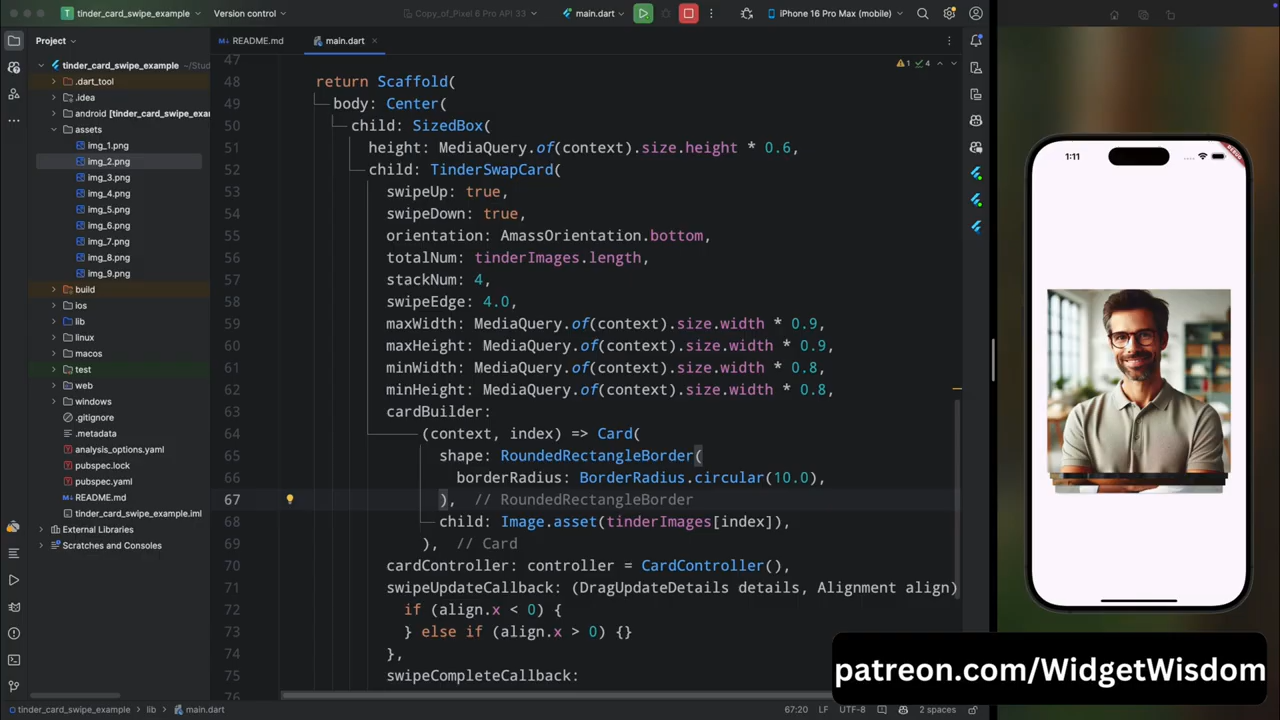 tinder_card_swipe_example
Version control
Copy_of_Pixel 6 Pro API 33
main.dart
iPhone 16 Pro Max (mobile)
Project
README.md
main.dart
tinder_card_swipe_example ~/Stud
.dart_tool
.idea
android [tinder_card_swipe_exa
assets
img_1.png
img_2.png
img_3.png
img_4.png
img_5.png
img_6.png
img_7.png
img_8.png
img_9.png
build
ios
lib
linux
macos
test
web
windows
.gitignore
.metadata
analysis_options.yaml
pubspec.lock
pubspec.yaml
README.md
tinder_card_swipe_example.iml
External Libraries
Scratches and Consoles
1 4
47
48 return Scaffold(
49 body: Center(
50 child: SizedBox(
51 height: MediaQuery.of(context).size.height * 0.6,
52 child: TinderSwapCard(
53 swipeUp: true,
54 swipeDown: true,
55 orientation: AmassOrientation.bottom,
56 totalNum: tinderImages.length,
57 stackNum: 4,
58 swipeEdge: 4.0,
59 maxWidth: MediaQuery.of(context).size.width * 0.9,
60 maxHeight: MediaQuery.of(context).size.width * 0.9,
61 minWidth: MediaQuery.of(context).size.width * 0.8,
62 minHeight: MediaQuery.of(context).size.width * 0.8,
63 cardBuilder:
64 (context, index) => Card(
65 shape: RoundedRectangleBorder(
66 borderRadius: BorderRadius.circular(10.0),
67 ), // RoundedRectangleBorder
68 child: Image.asset(tinderImages[index]),
69 ), // Card
70 cardController: controller = CardController(),
71 swipeUpdateCallback: (DragUpdateDetails details, Alignment align)
72 if (align.x < 0) {
73 } else if (align.x > 0) {}
74 },
75 swipeCompleteCallback:
76
1:11
DEBUG
patreon.com/WidgetWisdom
tinder_card_swipe_example > lib > main.dart
67:20 LF UTF-8 2 spaces